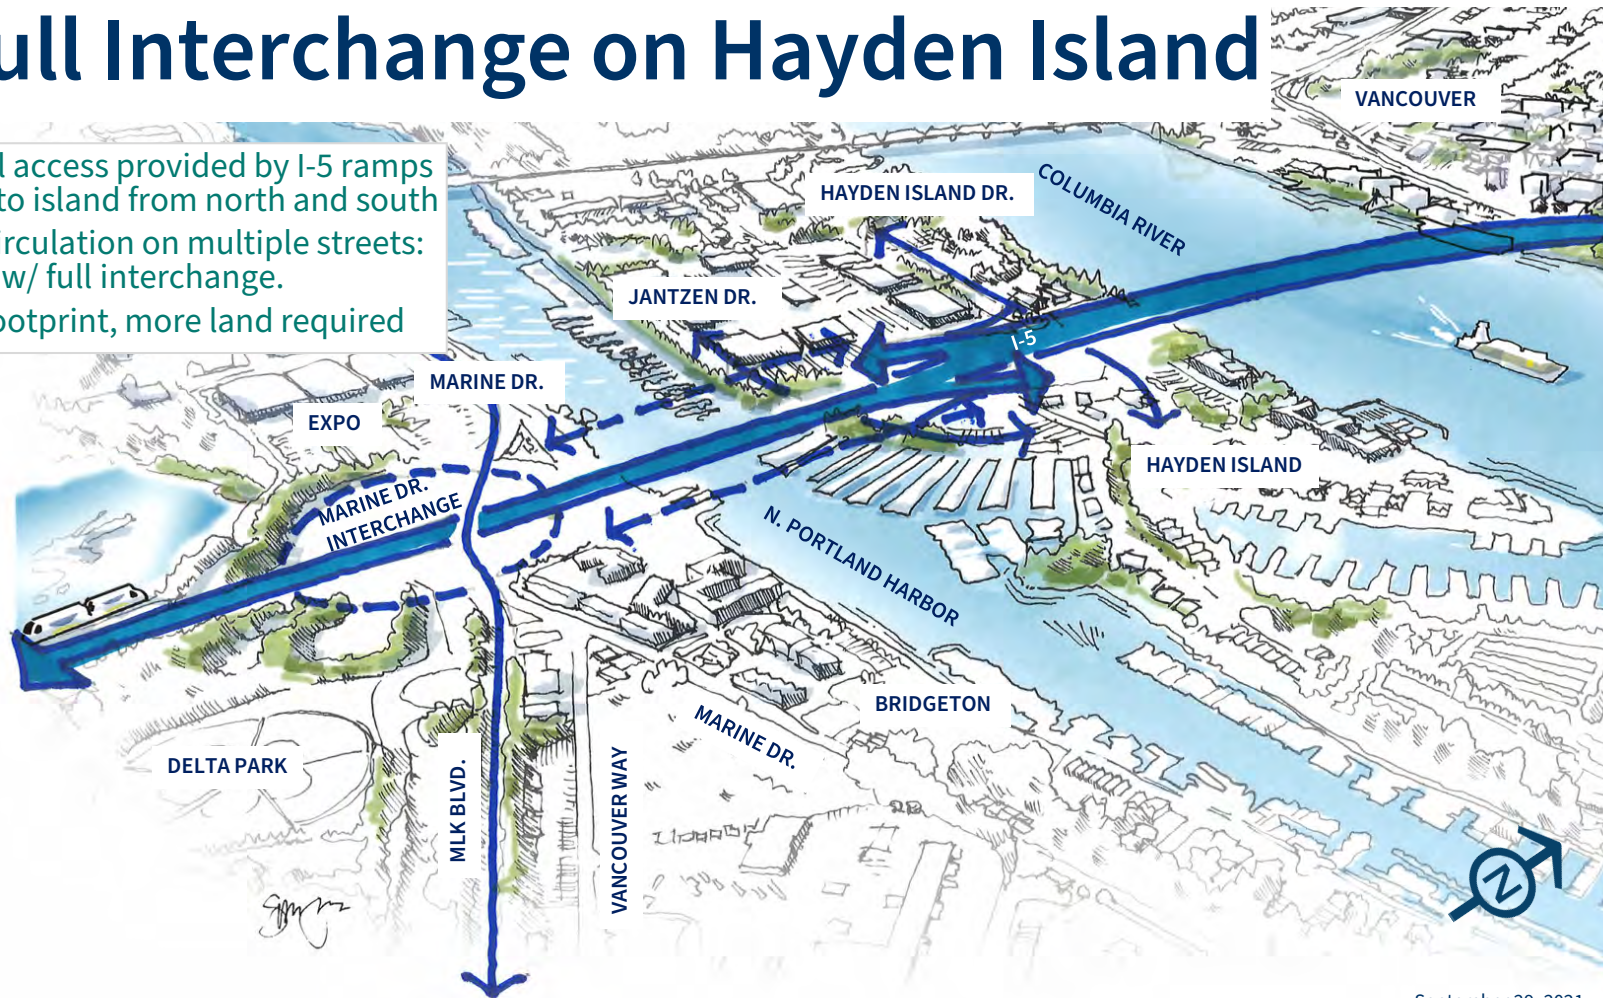 ull Interchange on Hayden Island
VANCOUVER
l access provided by I-5 ramps
to island from north and south
irculation on multiple streets:
w/ full interchange.
ootprint, more land required
HAYDEN ISLAND DR.
COLUMBIA RIVER
JANTZEN DR.
I-5
MARINE DR.
EXPO
HAYDEN ISLAND
MARINE DR.
INTERCHANGE
N. PORTLAND HARBOR
BRIDGETON
MARINE DR.
DELTA PARK
MLK BLVD.
VANCOUVER WAY
N